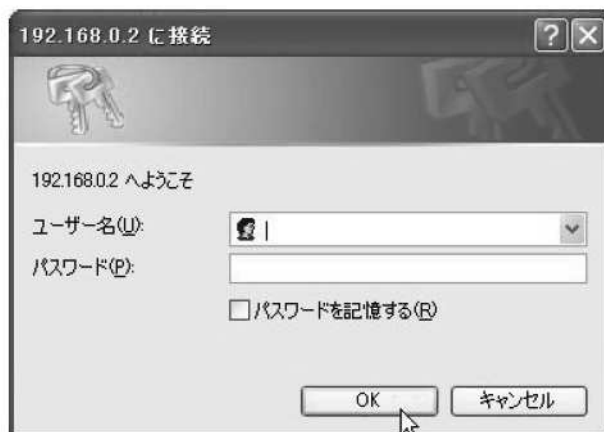 192.168.0.2 に接続
192.168.0.2 へようこそ
ユーザー名(U):
パスワード(P):
パスワードを記憶する(R)
OK キャンセル